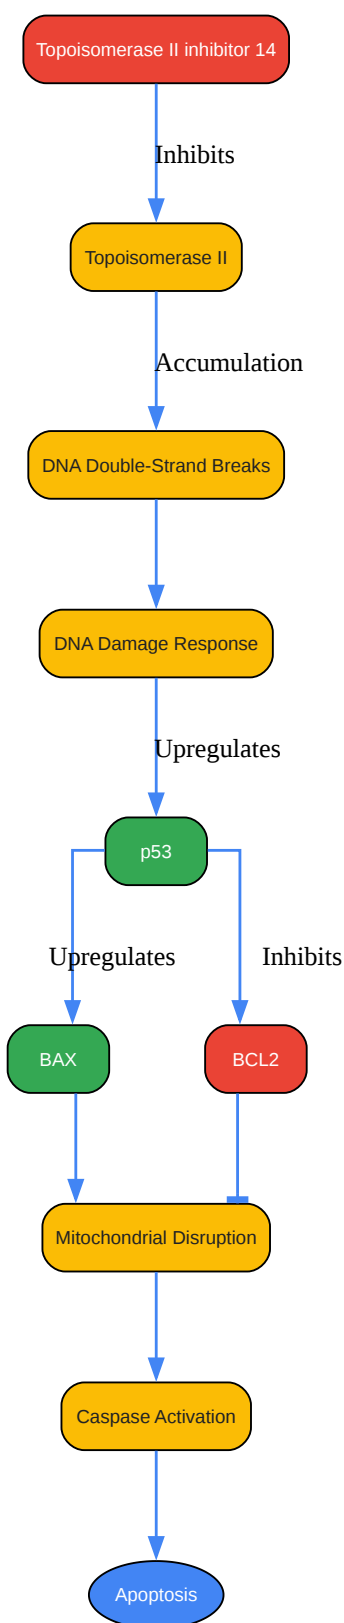 Topoisomerase II inhibitor 14
Inhibits
Topoisomerase II
Accumulation
DNA Double-Strand Breaks
DNA Damage Response
Upregulates
p53
Upregulates
Inhibits
BAX
BCL2
Mitochondrial Disruption
Caspase Activation
Apoptosis